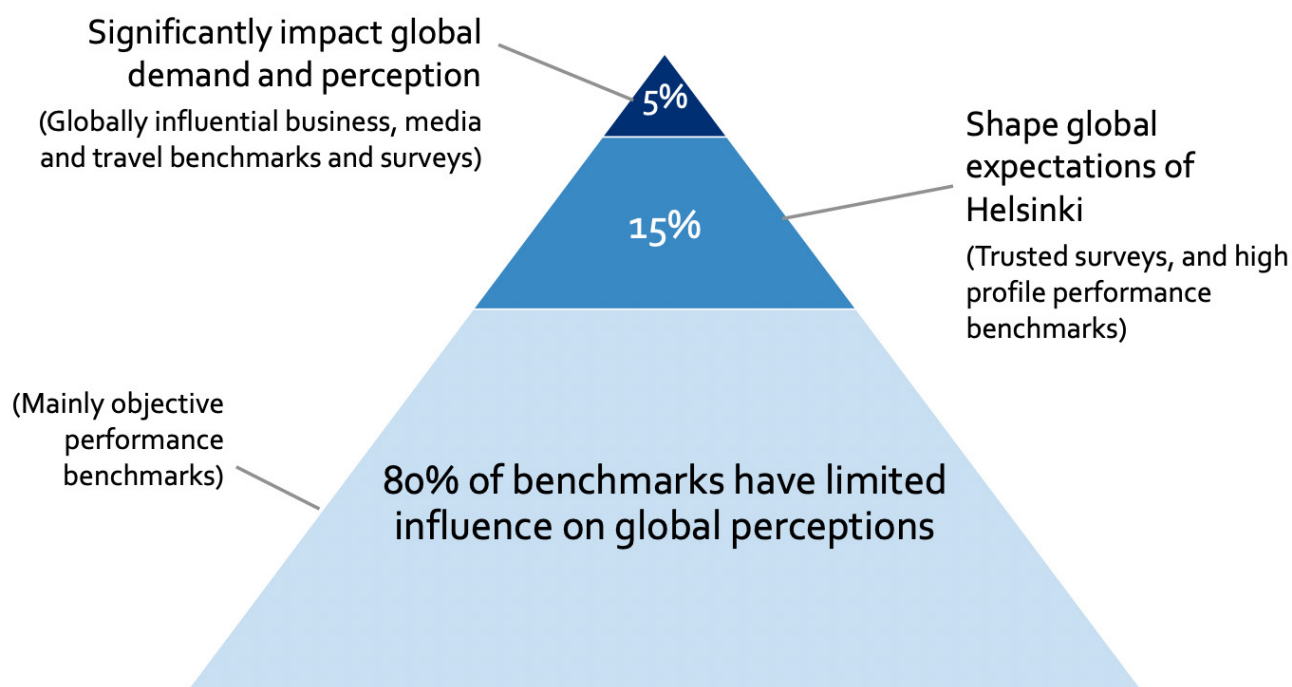 Significantly impact global
demand and perception
(Globally influential business, media
and travel benchmarks and surveys)
5%
Shape global
expectations of
Helsinki
(Trusted surveys, and high
profile performance
benchmarks)
15%
(Mainly objective
performance
benchmarks)
80% of benchmarks have limited
influence on global perceptions